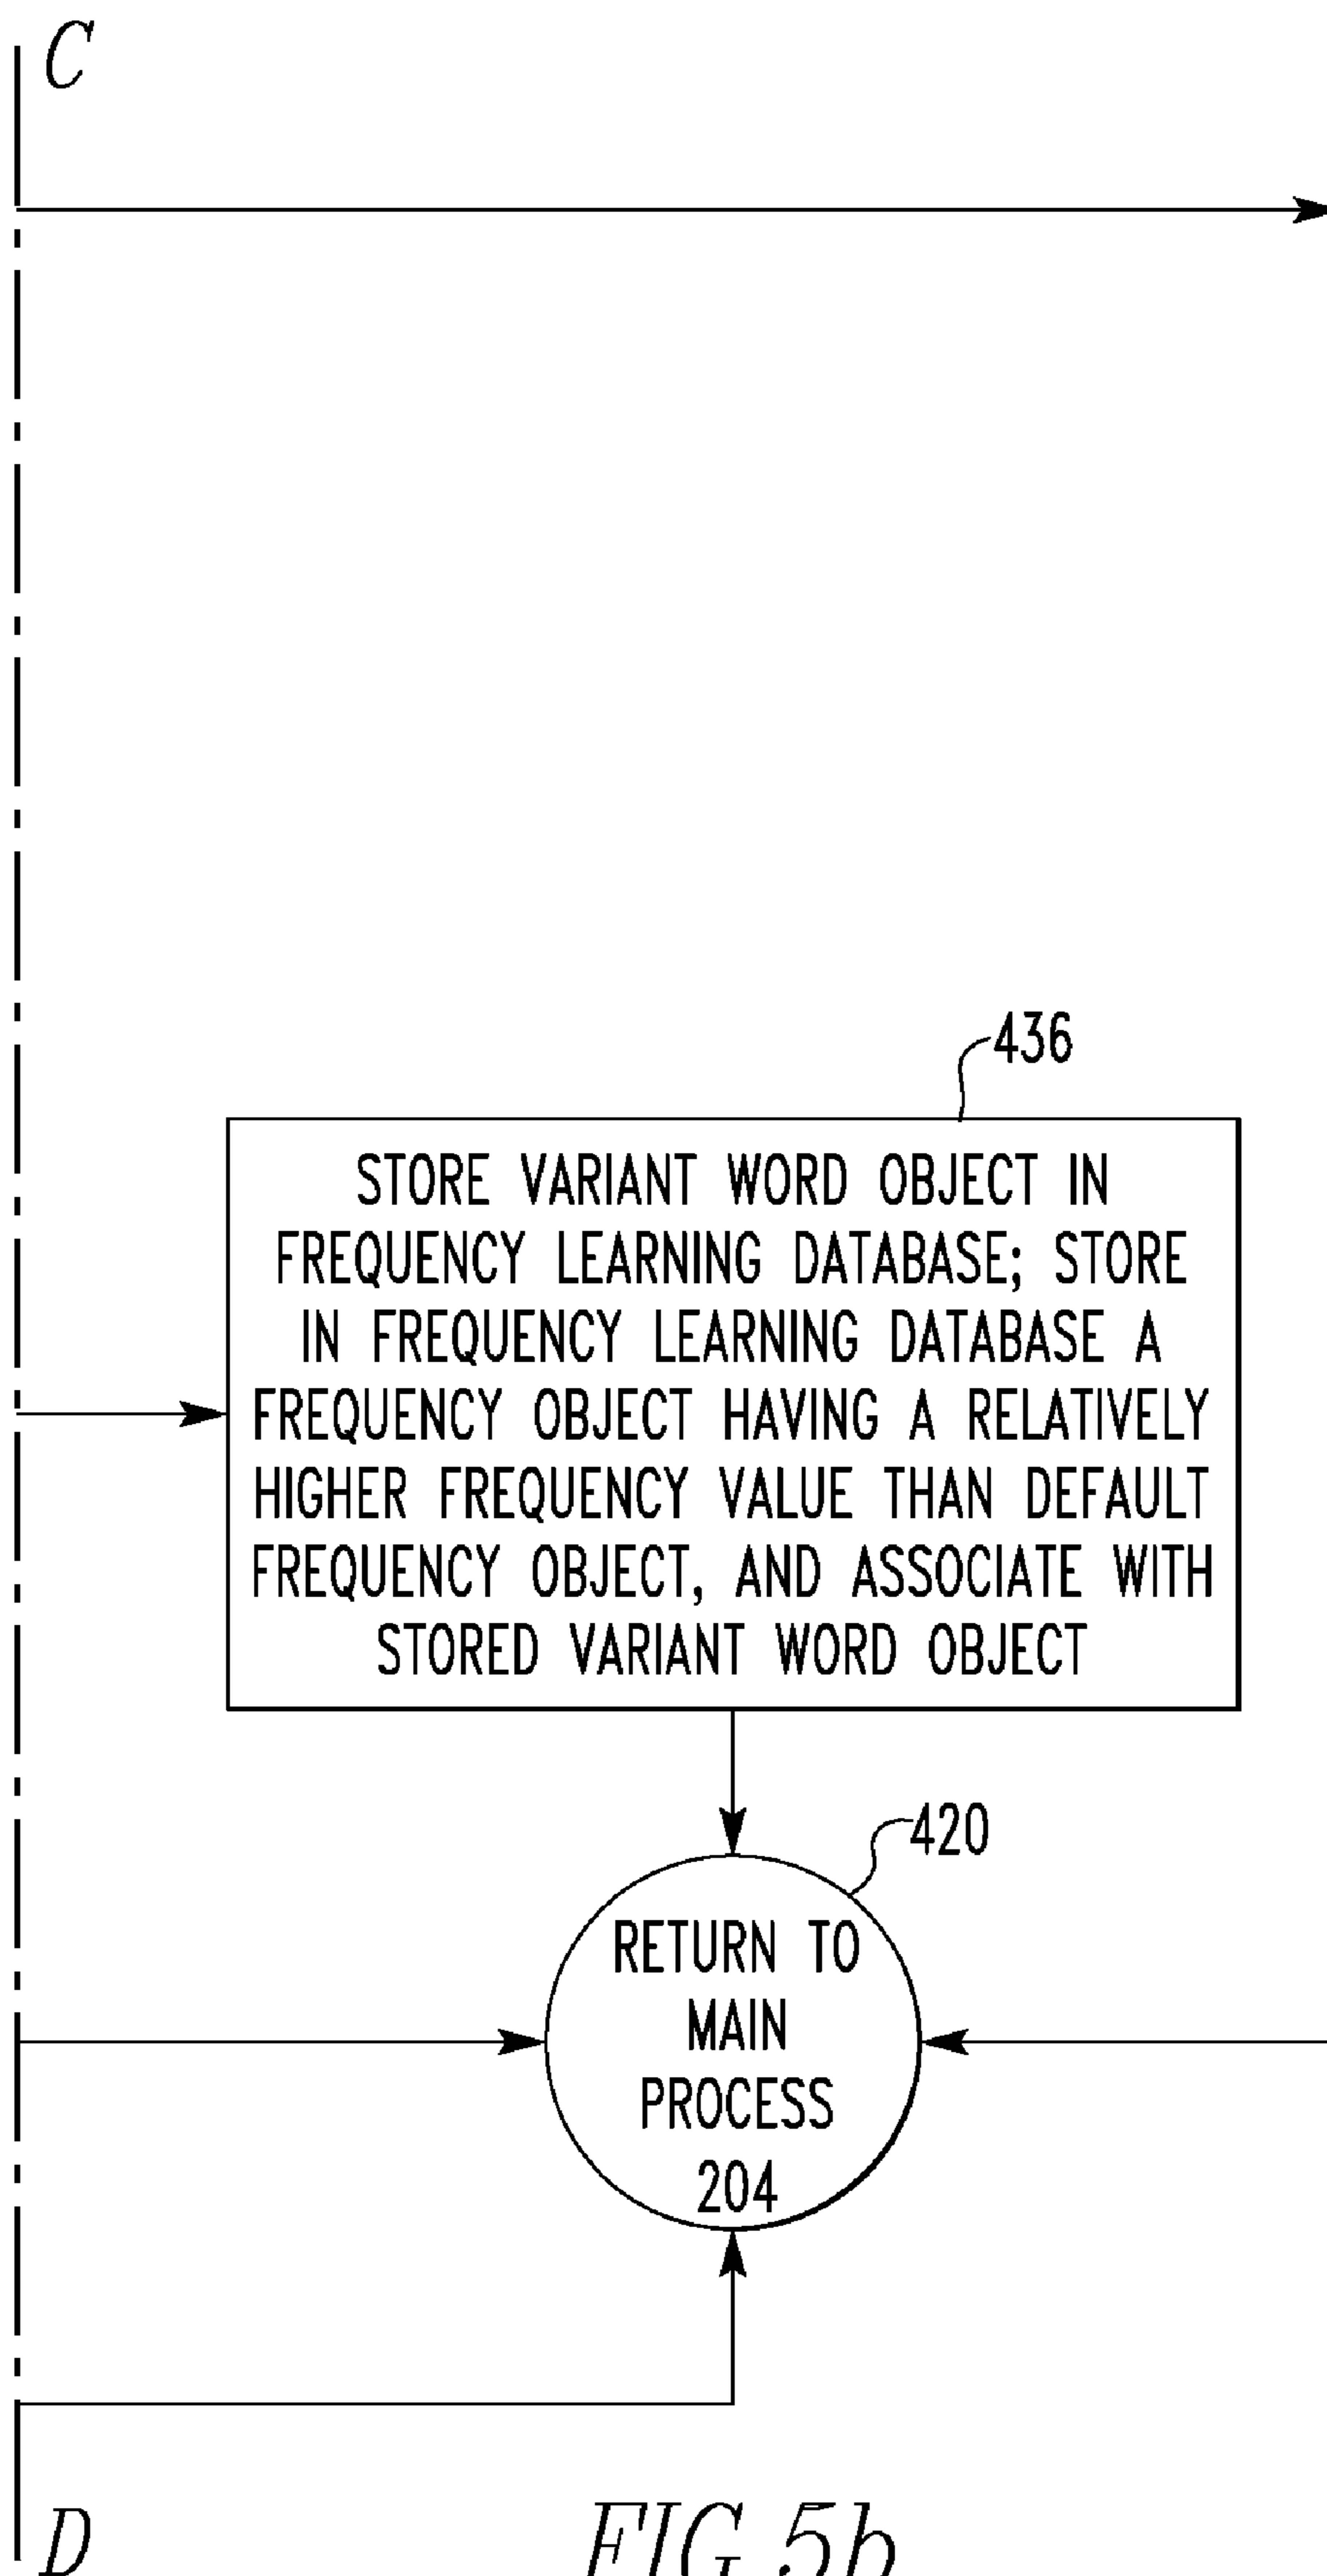 C
436
STORE VARIANT WORD OBJECT IN
FREQUENCY LEARNING DATABASE; STORE
IN FREQUENCY LEARNING DATABASE A
FREQUENCY OBJECT HAVING A RELATIVELY
HIGHER FREQUENCY VALUE THAN DEFAULT
FREQUENCY OBJECT, AND ASSOCIATE WITH
STORED VARIANT WORD OBJECT
420
RETURN TO
MAIN
PROCESS
204
D
FIG.5b